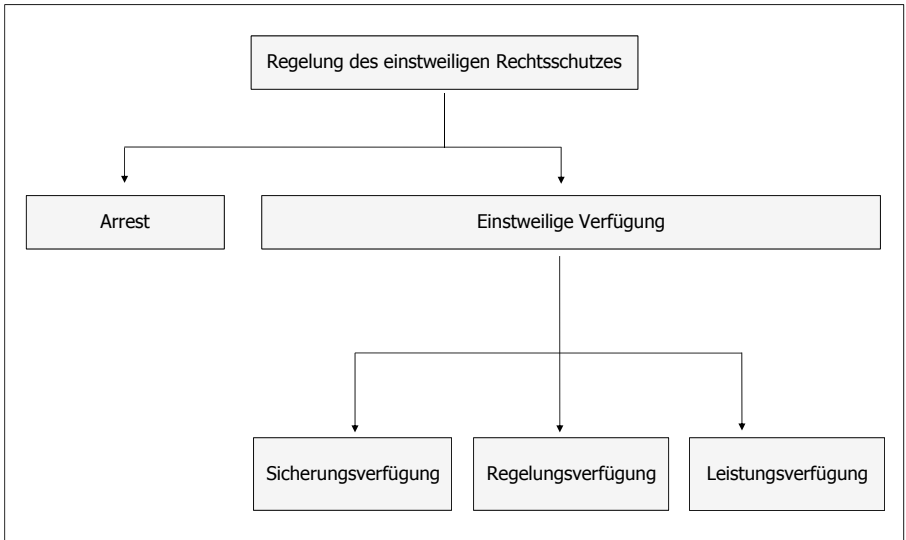 Regelung des einstweiligen Rechtsschutzes
Arrest
Einstweilige Verfügung
Sicherungsverfügung
Regelungsverfügung
Leistungsverfügung